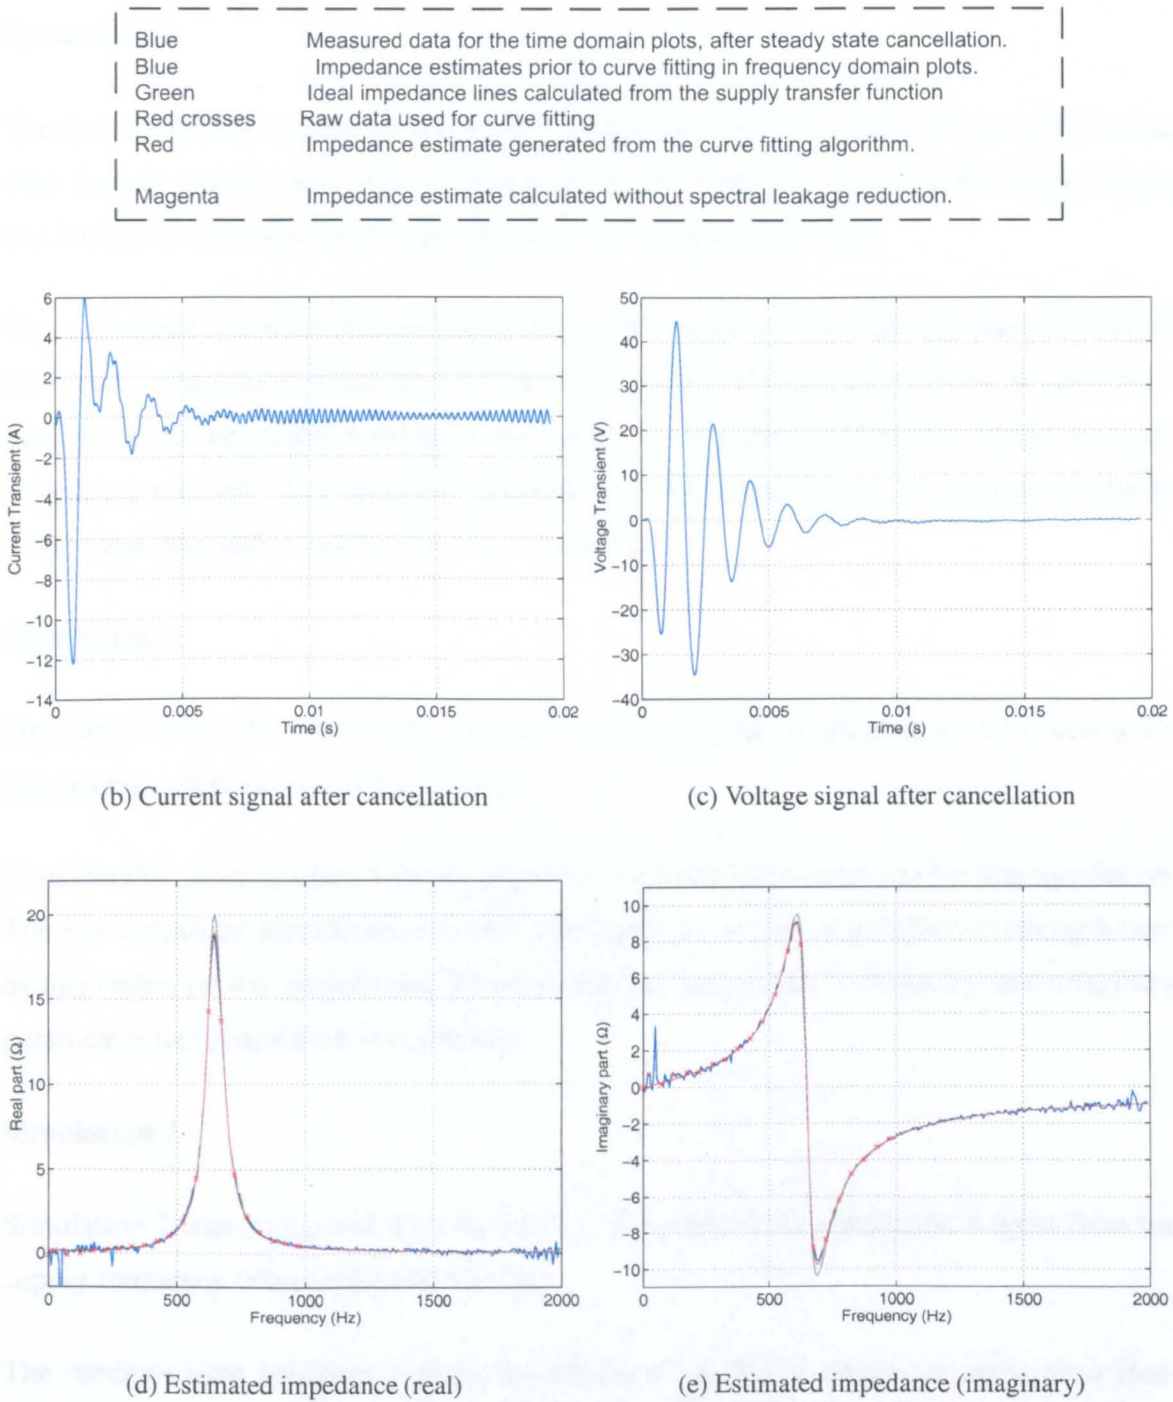 Blue Measured data for the time domain plots, after steady state cancellation.
Blue Impedance estimates prior to curve fitting in frequency domain plots.
Green Ideal impedance lines calculated from the supply transfer function
Red crosses Raw data used for curve fitting
Red Impedance estimate generated from the curve fitting algorithm.
Magenta Impedance estimate calculated without spectral leakage reduction.
6
4
2
0
−2
−4
−6
−8
−10
−12
−14
Current Transient (A)
0 0.005 0.01 0.015 0.02
Time (s)
50
40
30
20
10
0
−10
−20
−30
−40
Voltage Transient (V)
0 0.005 0.01 0.015 0.02
Time (s)
(b) Current signal after cancellation
(c) Voltage signal after cancellation
20
15
10
5
0
Real part (Ω)
0 500 1000 1500 2000
Frequency (Hz)
10
8
6
4
2
0
−2
−4
−6
−8
−10
Imaginary part (Ω)
0 500 1000 1500 2000
Frequency (Hz)
(d) Estimated impedance (real)
(e) Estimated impedance (imaginary)